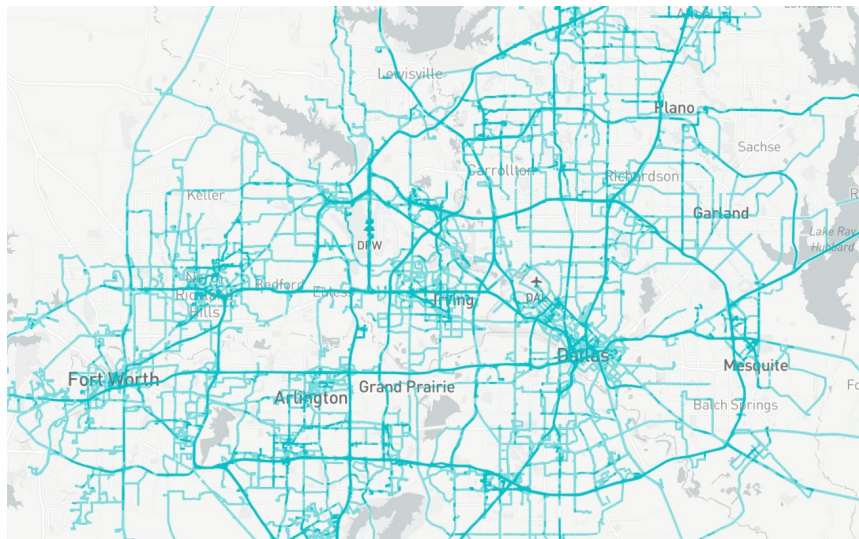 Lewisville
Plano
Sachse
Carrollton
Richardson
Keller
Garland
Lake Ray
Hubbard
DFW
North
Richland
Hills
Bedford
Euless
Irving
DAL
Dallas
Mesquite
Fort Worth
Grand Prairie
Arlington
Balch Springs